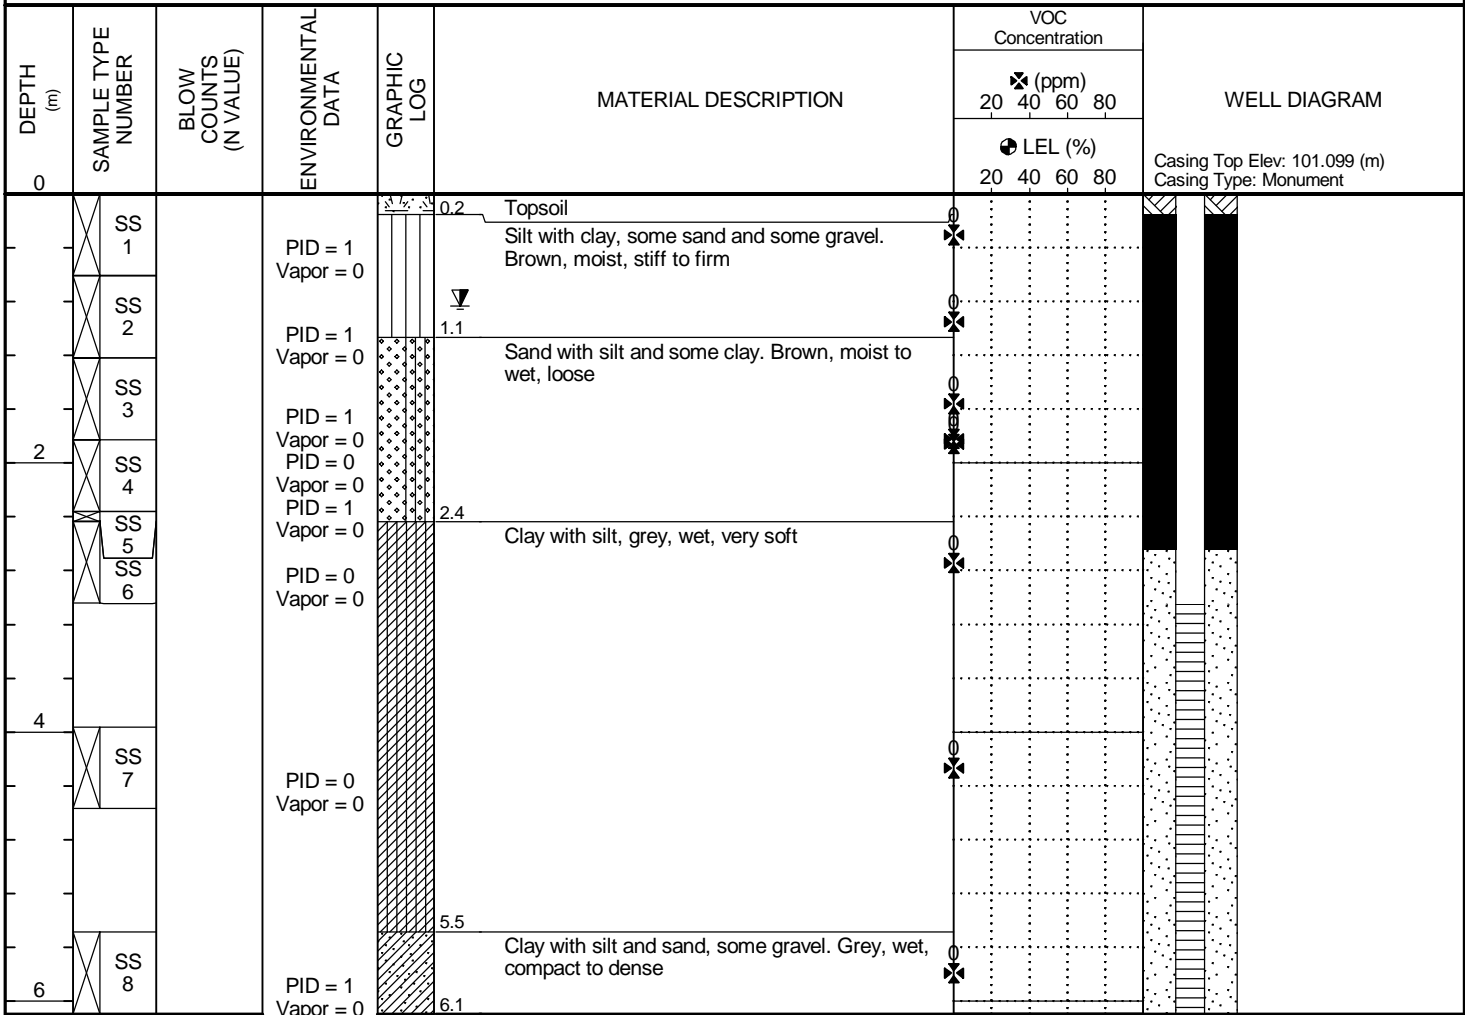 DEPTH
(m)
0
SAMPLE TYPE
NUMBER
BLOW
COUNTS
(N VALUE)
ENVIRONMENTAL
DATA
GRAPHIC
LOG
MATERIAL DESCRIPTION
VOC
Concentration
(ppm)
20 40 60 80
LEL (%)
20 40 60 80
WELL DIAGRAM
Casing Top Elev: 101.099 (m)
Casing Type: Monument
SS
1
PID = 1
Vapor = 0
0.2
Topsoil
Silt with clay, some sand and some gravel.
Brown, moist, stiff to firm
0
SS
2
PID = 1
Vapor = 0
1.1
0
Sand with silt and some clay. Brown, moist to
wet, loose
SS
3
PID = 1
Vapor = 0
0
0
2
SS
4
PID = 0
Vapor = 0
PID = 1
Vapor = 0
2.4
SS
5
Clay with silt, grey, wet, very soft
0
SS
6
PID = 0
Vapor = 0
4
SS
7
PID = 0
Vapor = 0
0
5.5
Clay with silt and sand, some gravel. Grey, wet,
compact to dense
0
SS
8
6
PID = 1
Vapor = 0
6.1